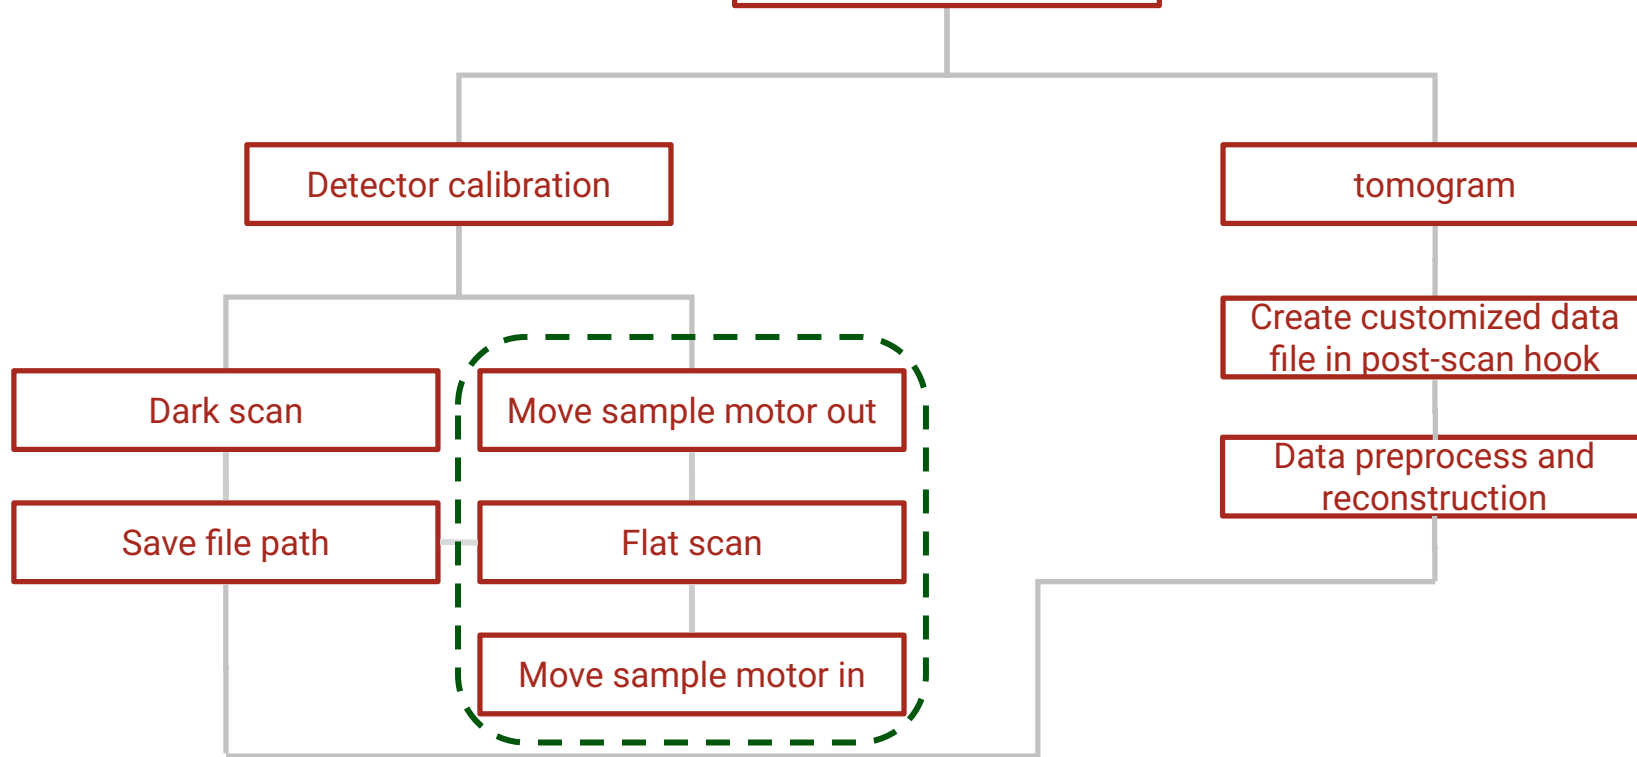 Detector calibration
tomogram
Create customized data
file in post-scan hook
Dark scan
Move sample motor out
Data preprocess and
reconstruction
Save file path
Flat scan
Move sample motor in